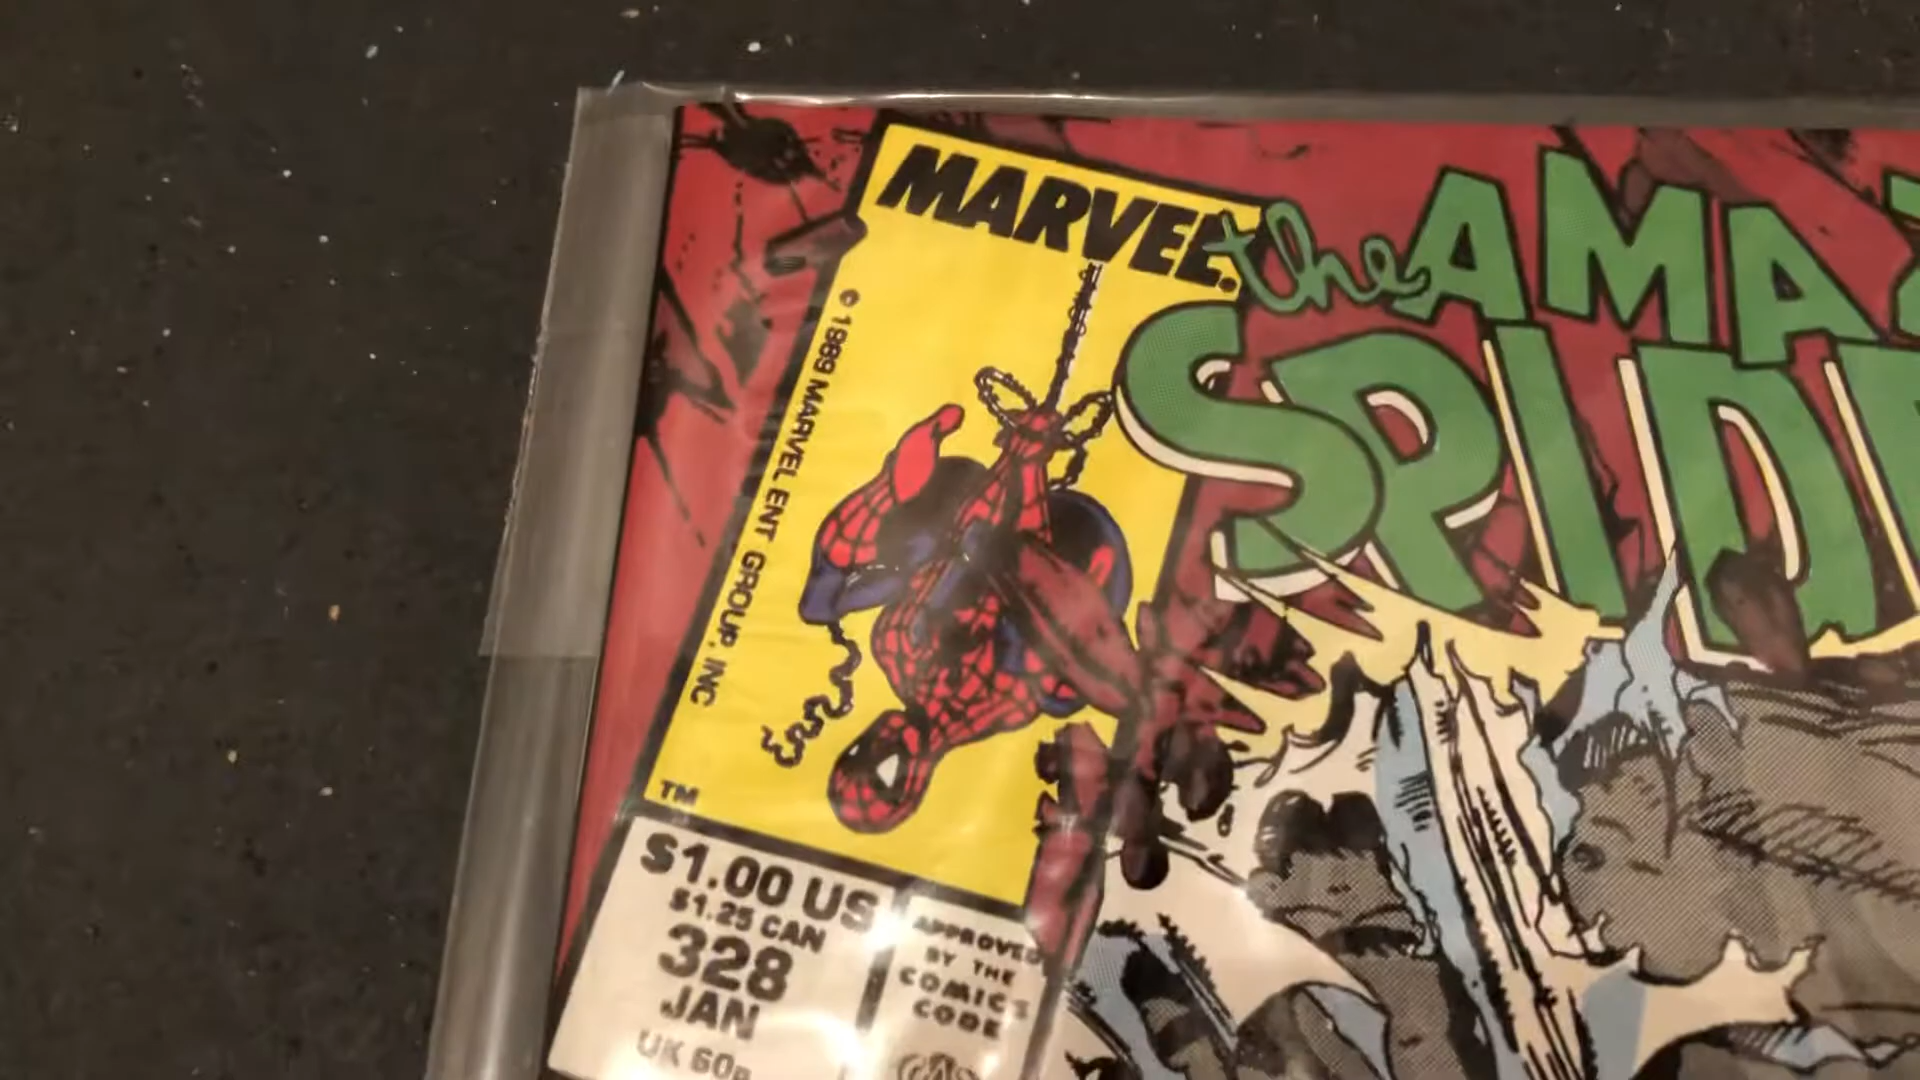 MARVEL.
the AMAZ
SPID
© 1989 MARVEL ENT GROUP, INC
TM
$1.00 US
$1.25 CAN
328
JAN
UK 60p
APPROVED
BY THE
COMICS
CODE